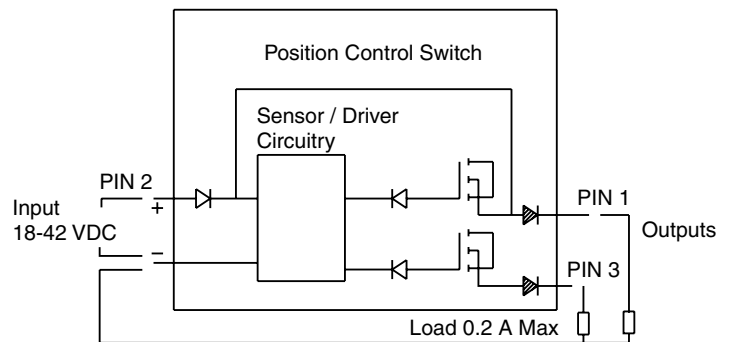 Position Control Switch
Sensor / Driver
Circuitry
PIN 2
+
Input
18-42 VDC
−
PIN 1
Outputs
PIN 3
Load 0.2 A Max